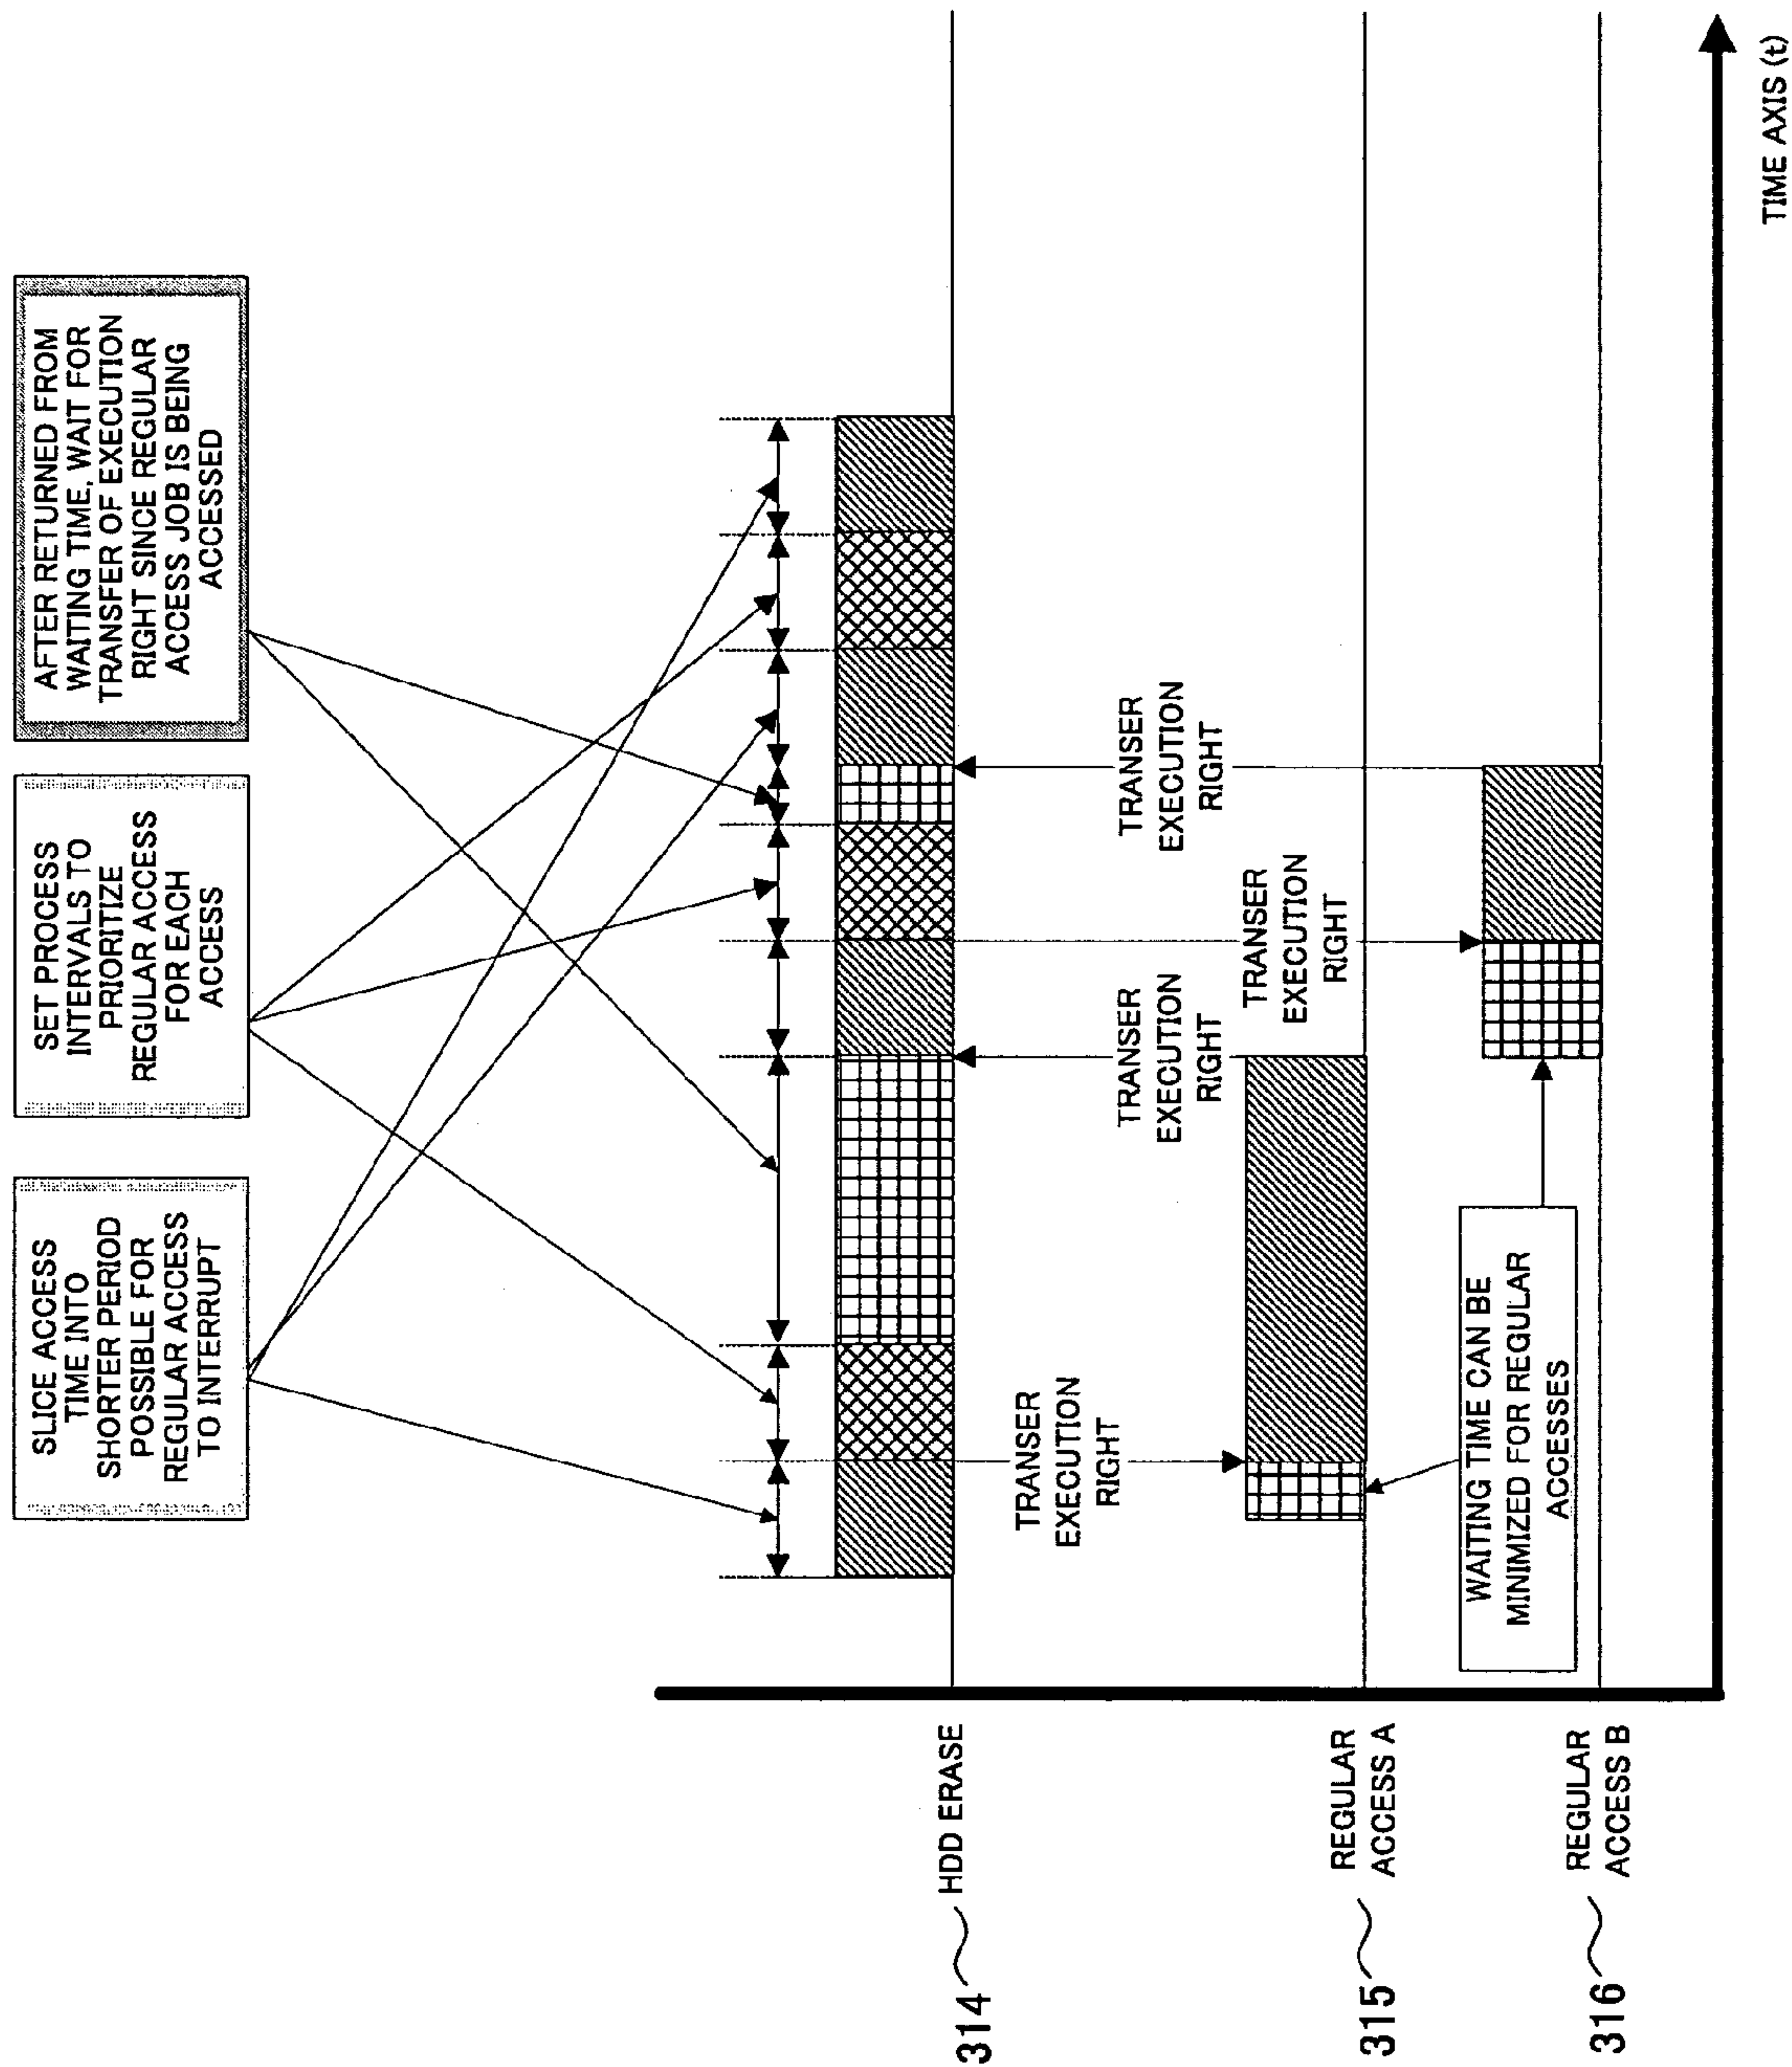 SLICE ACCESS
TIME INTO
SHORTER PERIOD
POSSIBLE FOR
REGULAR ACCESS
TO INTERRUPT
SET PROCESS
INTERVALS TO
PRIORITIZE
REGULAR ACCESS
FOR EACH
ACCESS
AFTER RETURNED FROM
WAITING TIME, WAIT FOR
TRANSFER OF EXECUTION
RIGHT SINCE REGULAR
ACCESS JOB IS BEING
ACCESSED
314 HDD ERASE
TRANSER
EXECUTION
RIGHT
TRANSER
EXECUTION
RIGHT
TRANSER
EXECUTION
RIGHT
TRANSER
EXECUTION
RIGHT
315 REGULAR
ACCESS A
WAITING TIME CAN BE
MINIMIZED FOR REGULAR
ACCESSES
316 REGULAR
ACCESS B
TIME AXIS (t)